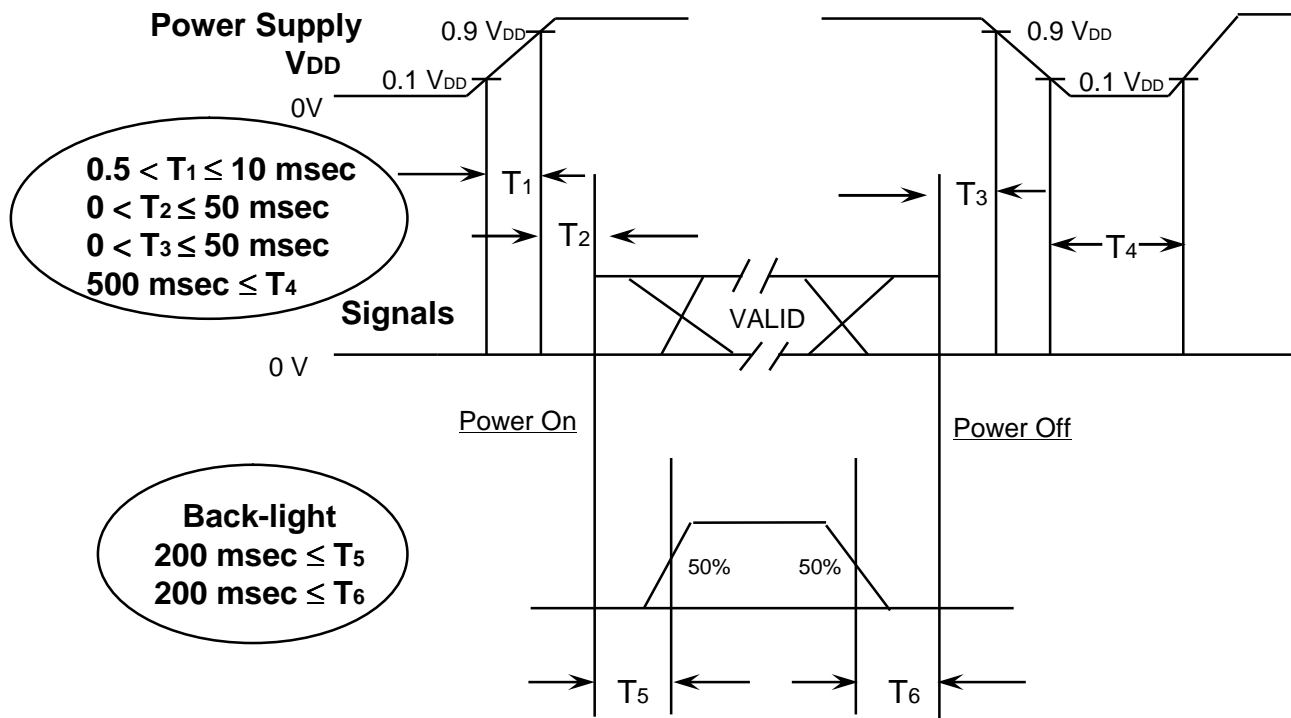 Power Supply
VDD
0.9 VDD
0.1 VDD
0V
0.9 VDD
0.1 VDD
0.5 < T1 ≤ 10 msec
0 < T2 ≤ 50 msec
0 < T3 ≤ 50 msec
500 msec ≤ T4
T1
T2
T3
T4
Signals
VALID
0 V
Power On
Power Off
Back-light
200 msec ≤ T5
200 msec ≤ T6
50%
50%
T5
T6